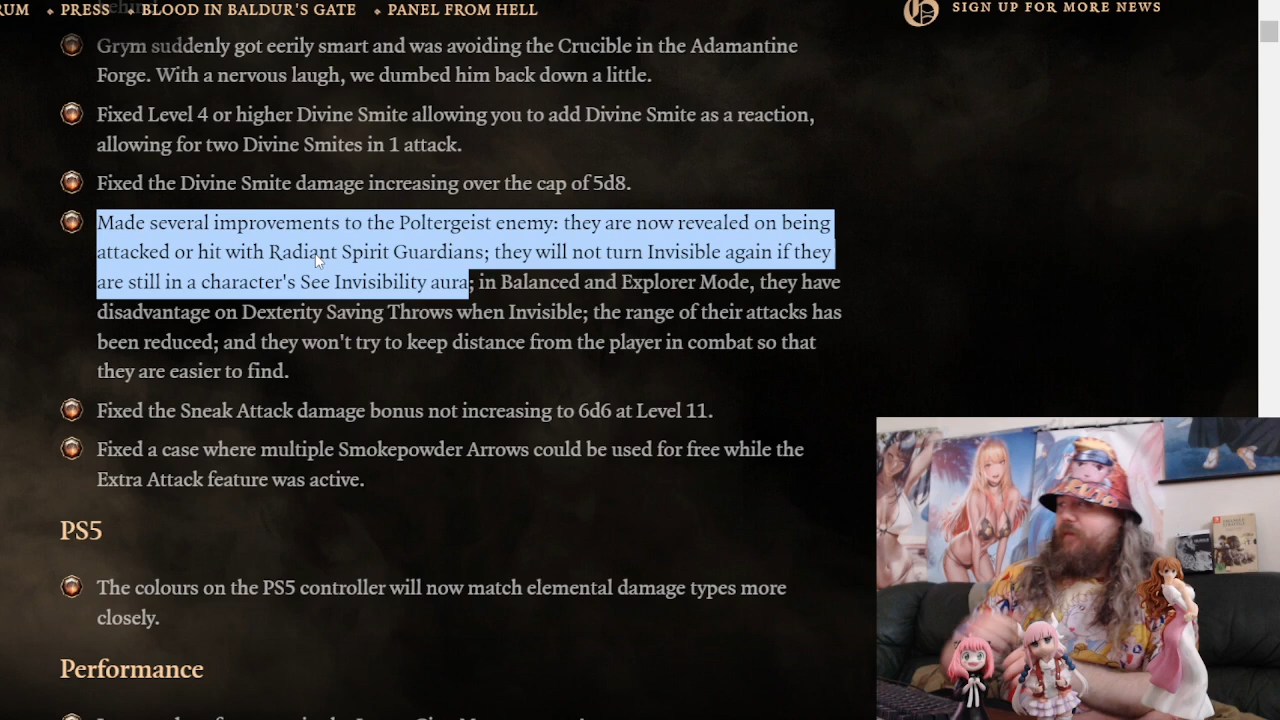 RUM PRESS BLOOD IN BALDUR'S GATE PANEL FROM HELL
SIGN UP FOR MORE NEWS
Grym suddenly got eerily smart and was avoiding the Crucible in the Adamantine
Forge. With a nervous laugh, we dumbed him back down a little.
Fixed Level 4 or higher Divine Smite allowing you to add Divine Smite as a reaction,
allowing for two Divine Smites in 1 attack.
Fixed the Divine Smite damage increasing over the cap of 5d8.
Made several improvements to the Poltergeist enemy: they are now revealed on being
attacked or hit with Radiant Spirit Guardians; they will not turn Invisible again if they
are still in a character's See Invisibility aura; in Balanced and Explorer Mode, they have
disadvantage on Dexterity Saving Throws when Invisible; the range of their attacks has
been reduced; and they won't try to keep distance from the player in combat so that
they are easier to find.
Fixed the Sneak Attack damage bonus not increasing to 6d6 at Level 11.
Fixed a case where multiple Smokepowder Arrows could be used for free while the
Extra Attack feature was active.
PS5
The colours on the PS5 controller will now match elemental damage types more
closely.
Performance